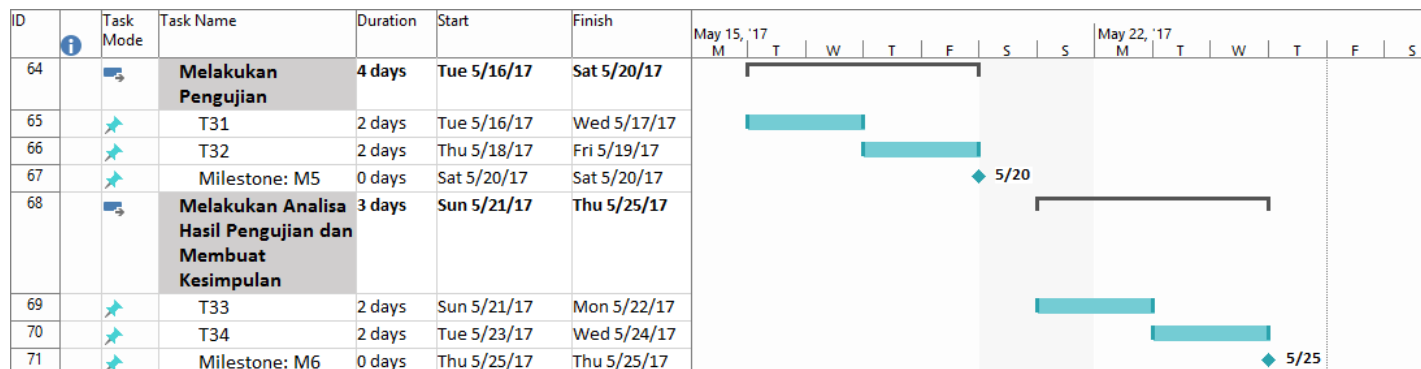 ID Task Mode Task Name Duration Start Finish
May 15, '17 May 22, '17
M T W T F S S M T W T F S
64 Melakukan Pengujian 4 days Tue 5/16/17 Sat 5/20/17
65 T31 2 days Tue 5/16/17 Wed 5/17/17
66 T32 2 days Thu 5/18/17 Fri 5/19/17
67 Milestone: M5 0 days Sat 5/20/17 Sat 5/20/17 5/20
68 Melakukan Analisa 3 days Sun 5/21/17 Thu 5/25/17
Hasil Pengujian dan
Membuat
Kesimpulan
69 T33 2 days Sun 5/21/17 Mon 5/22/17
70 T34 2 days Tue 5/23/17 Wed 5/24/17
71 Milestone: M6 0 days Thu 5/25/17 Thu 5/25/17 5/25